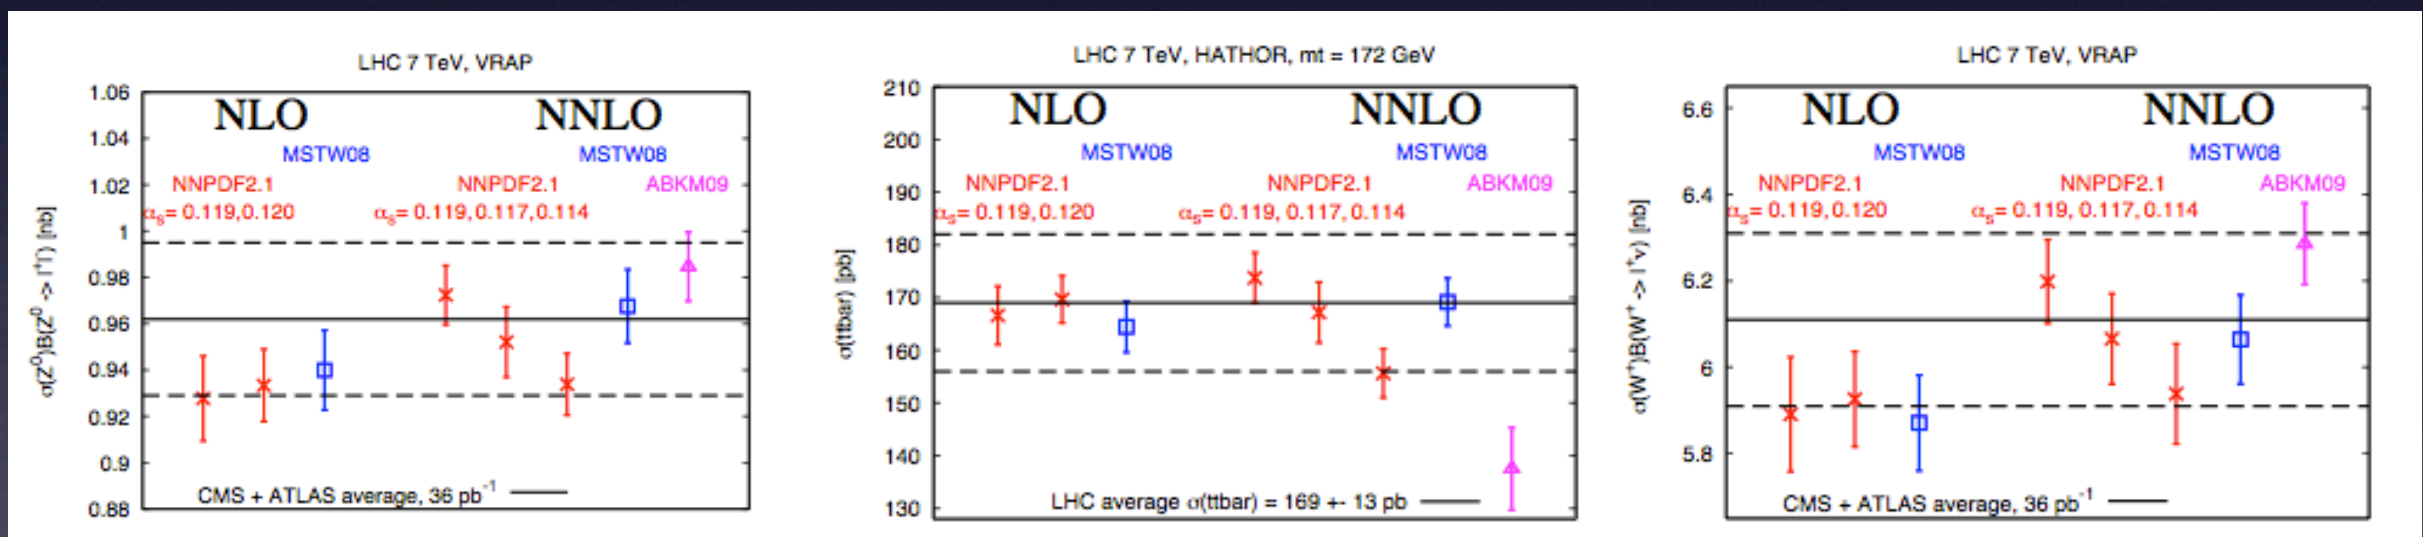 LHC 7 TeV, VRAP
1.06
1.04
1.02
1
0.98
0.96
0.94
0.92
0.9
0.88
σ(Z⁰)B(Z⁰ -> l⁺l⁻) [nb]
NLO
NNLO
MSTW08
MSTW08
NNPDF2.1
NNPDF2.1
ABKM09
αₛ= 0.119, 0.120
αₛ= 0.119, 0.117, 0.114
CMS + ATLAS average, 36 pb⁻¹
LHC 7 TeV, HATHOR, mt = 172 GeV
210
200
190
180
170
160
150
140
130
σ(ttbar) [pb]
NLO
NNLO
MSTW08
MSTW08
NNPDF2.1
NNPDF2.1
ABKM09
αₛ= 0.119, 0.120
αₛ= 0.119, 0.117, 0.114
LHC average σ(ttbar) = 169 +- 13 pb
LHC 7 TeV, VRAP
6.6
6.4
6.2
6
5.8
σ(W⁺)B(W⁺ -> l⁺ν) [nb]
NLO
NNLO
MSTW08
MSTW08
NNPDF2.1
NNPDF2.1
ABKM09
αₛ= 0.119, 0.120
αₛ= 0.119, 0.117, 0.114
CMS + ATLAS average, 36 pb⁻¹